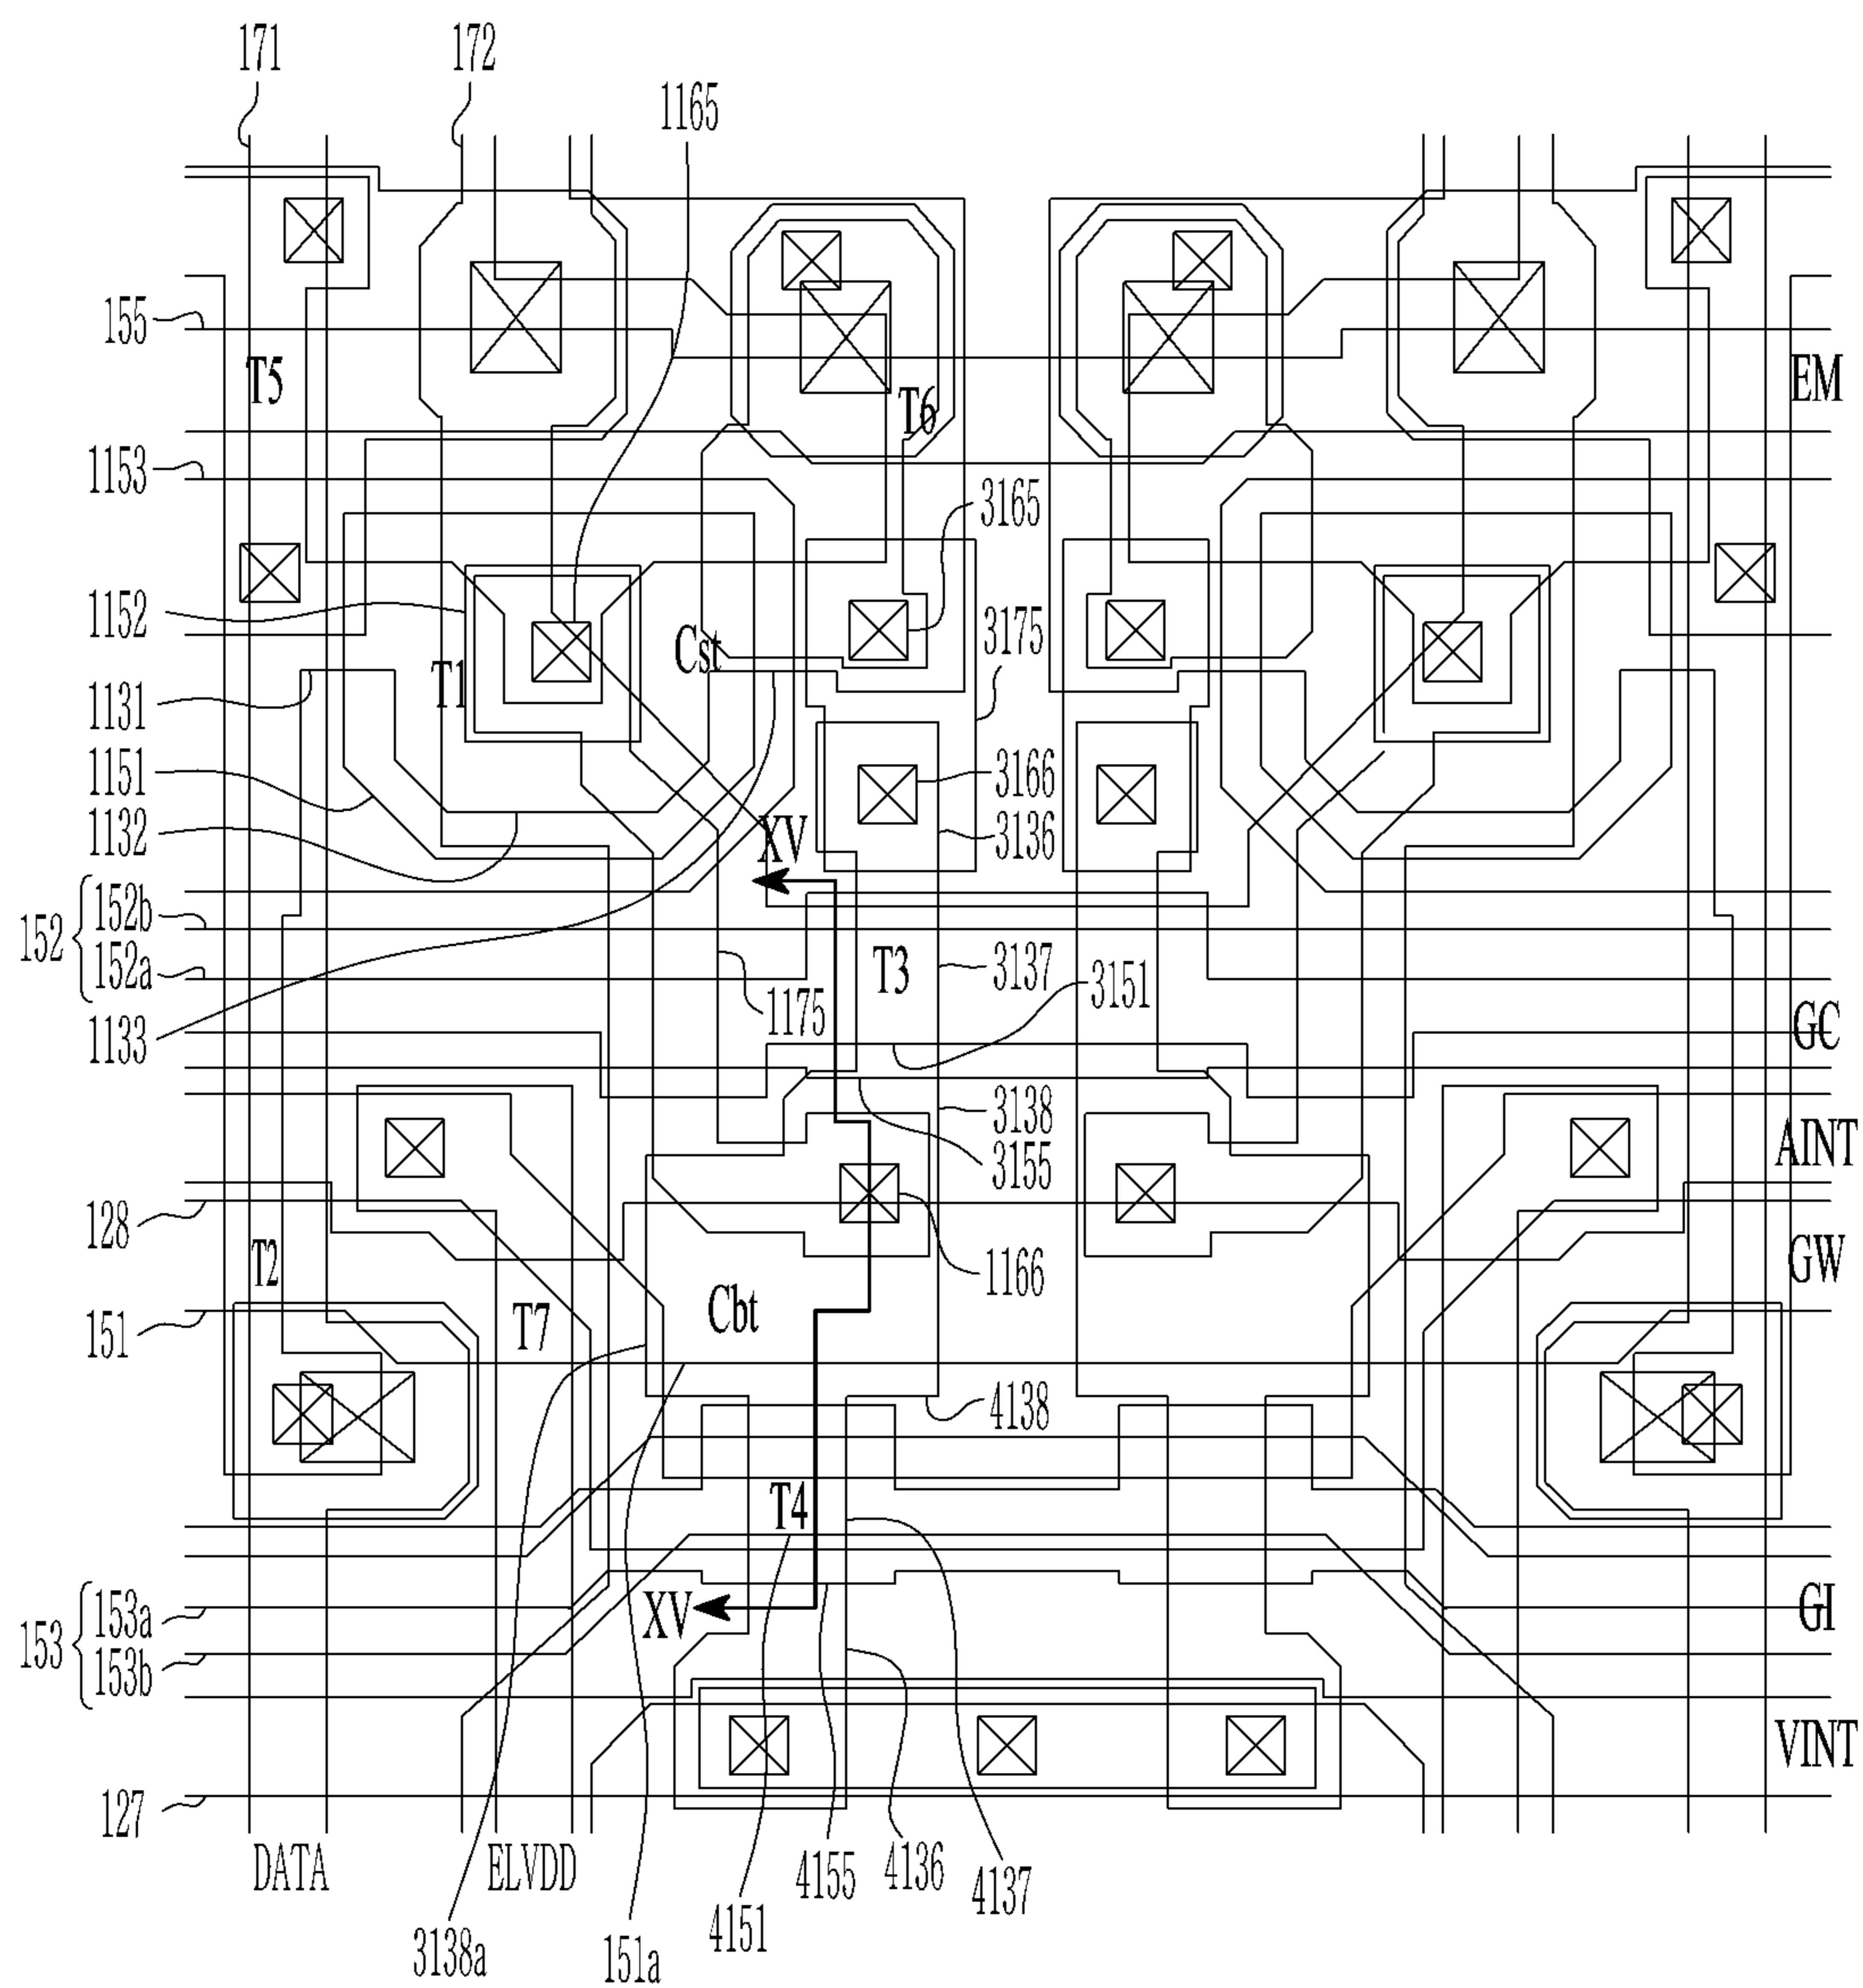 171
172
1165
155
T5
T6
EM
1153
3165
1152
3175
Cst
T1
1131
1151
3166
1132
XV
3136
152 { 152b
152a
T3
3137
3151
1133
1175
GC
3138
AINT
3155
128
T2
GW
1166
Cbt
T7
151
4138
T4
153 { 153a
153b
XV
GI
VINT
127
DATA
ELVDD
4155
4136
4137
3138a
151a
4151